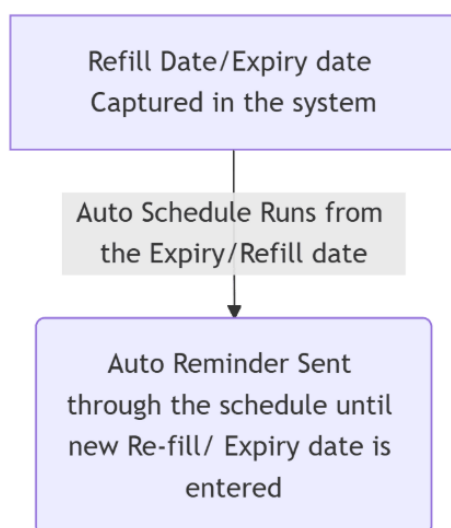 Refill Date/Expiry date
Captured in the system
Auto Schedule Runs from
the Expiry/Refill date
Auto Reminder Sent
through the schedule until
new Re-fill/ Expiry date is
entered